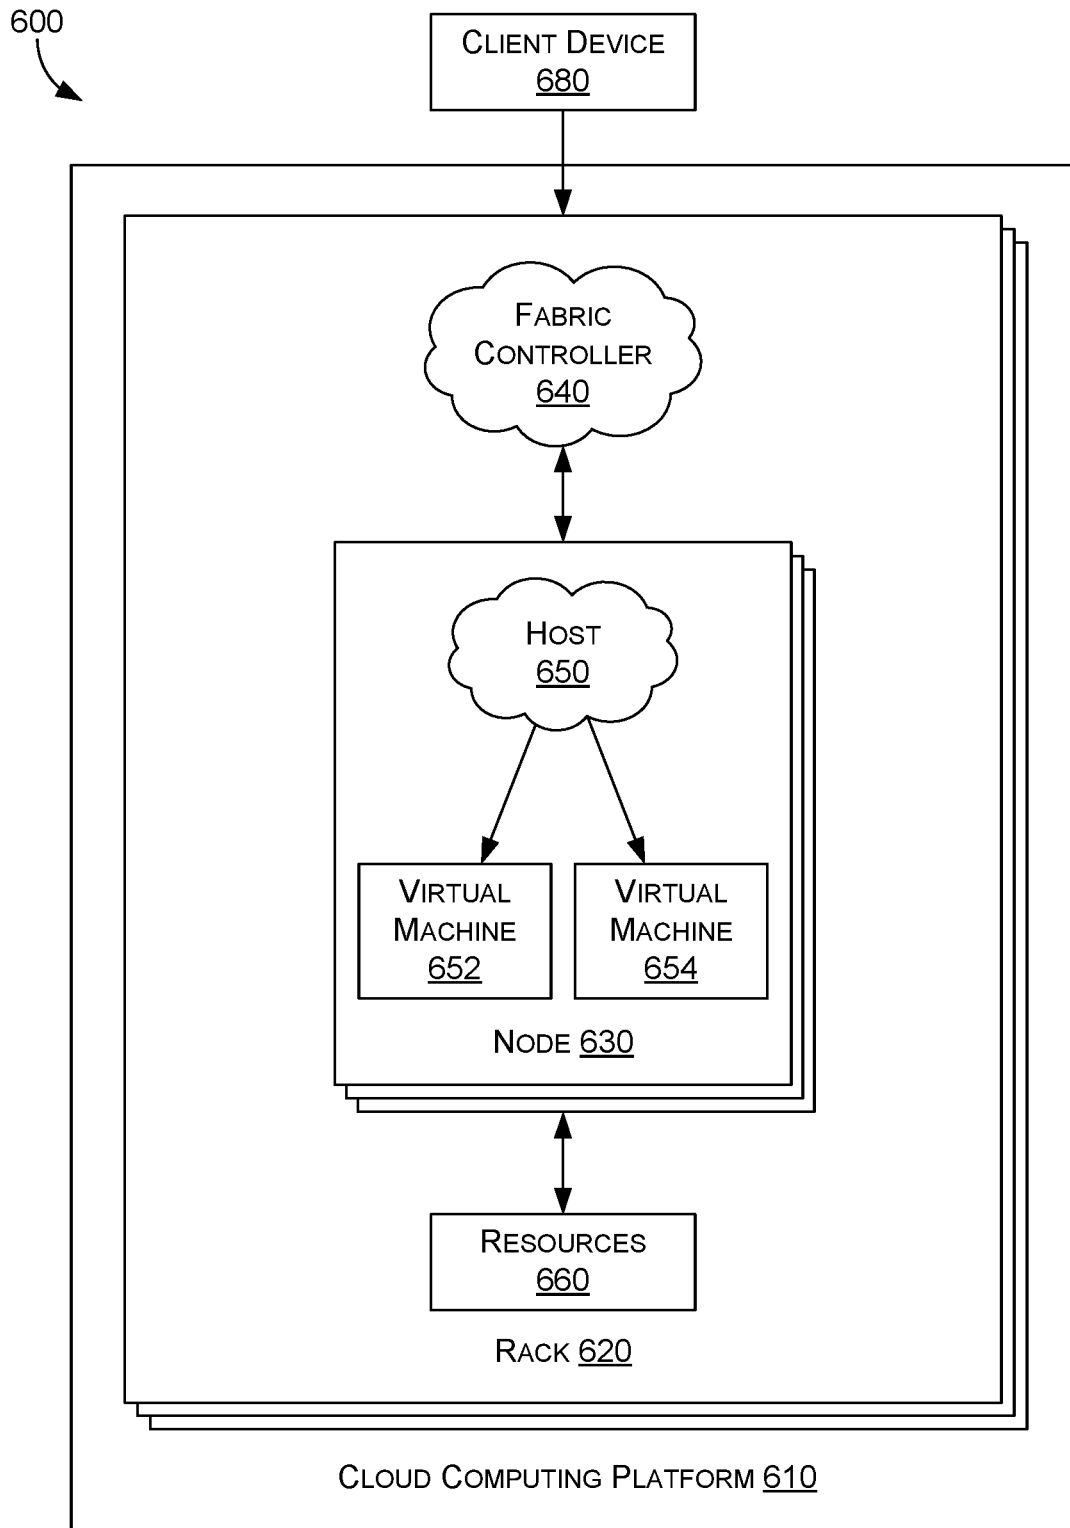 600
CLIENT DEVICE
680
FABRIC
CONTROLLER
640
HOST
650
VIRTUAL
MACHINE
652
VIRTUAL
MACHINE
654
NODE 630
RESOURCES
660
RACK 620
CLOUD COMPUTING PLATFORM 610